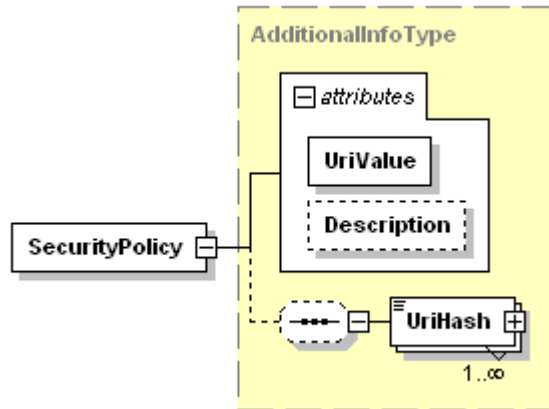 AdditionalInfoType
attributes
UriValue
Description
SecurityPolicy
UriHash
1..∞